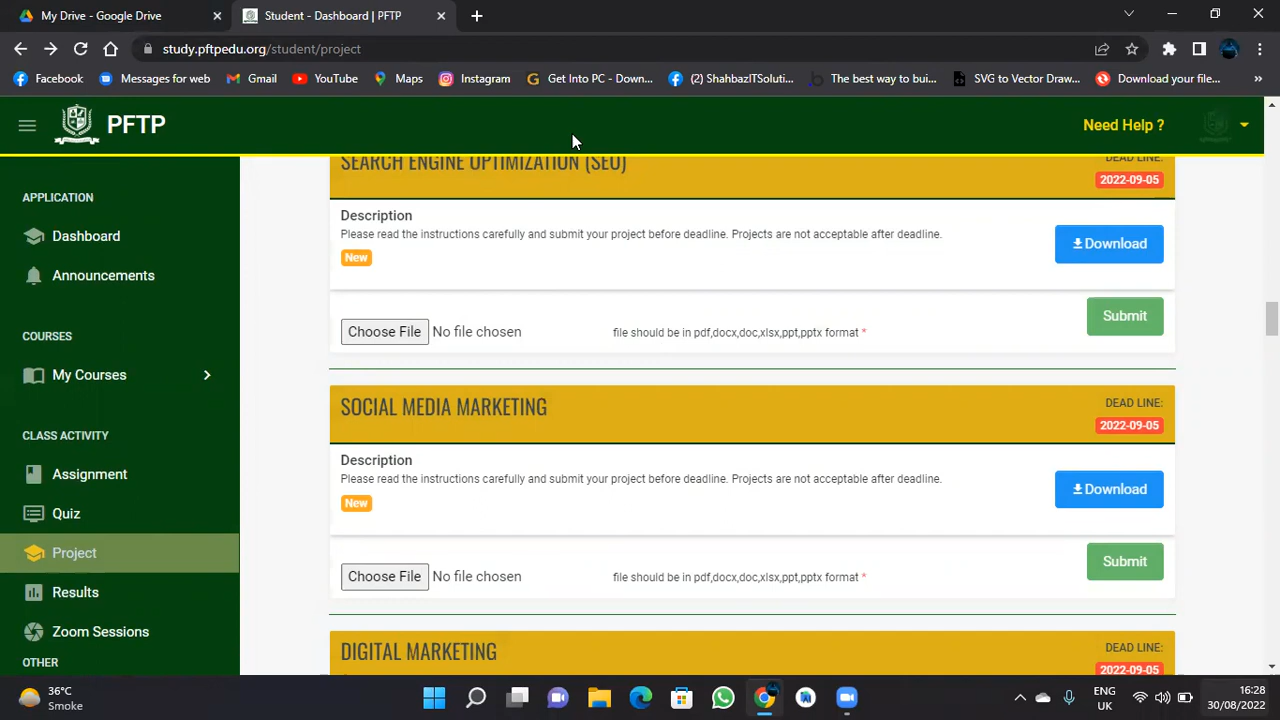 My Drive - Google Drive
Student - Dashboard | PFTP
study.pftpedu.org/student/project
Facebook
Messages for web
Gmail
YouTube
Maps
Instagram
Get Into PC - Down...
(2) ShahbazITSoluti...
The best way to bui...
SVG to Vector Draw...
Download your file...
PFTP
Need Help ?
APPLICATION
Dashboard
Announcements
COURSES
My Courses
CLASS ACTIVITY
Assignment
Quiz
Project
Results
Zoom Sessions
OTHER
SEARCH ENGINE OPTIMIZATION (SEO)
DEAD LINE:
2022-09-05
Description
Please read the instructions carefully and submit your project before deadline. Projects are not acceptable after deadline.
New
Download
Choose File No file chosen
file should be in pdf,docx,doc,xlsx,ppt,pptx format *
Submit
SOCIAL MEDIA MARKETING
DEAD LINE:
2022-09-05
Description
Please read the instructions carefully and submit your project before deadline. Projects are not acceptable after deadline.
New
Download
Choose File No file chosen
file should be in pdf,docx,doc,xlsx,ppt,pptx format *
Submit
DIGITAL MARKETING
DEAD LINE:
2022-09-05
36°C
Smoke
ENG
UK
16:28
30/08/2022